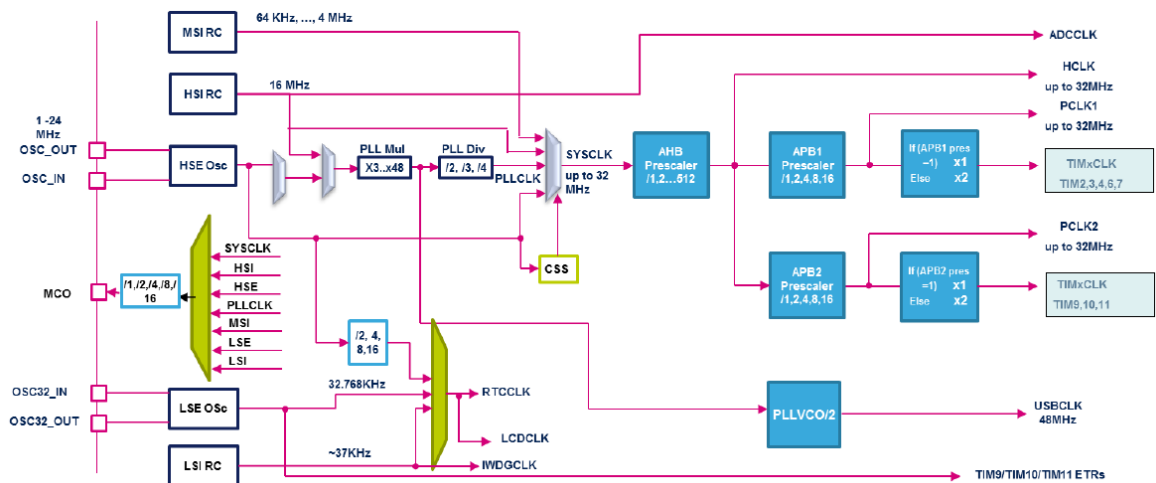 64 KHz, ..., 4 MHz
MSI RC
ADCCLK
HSI RC
16 MHz
HCLK
up to 32MHz
1 -24
MHz
OSC_OUT
OSC_IN
HSE Osc
PLL Mul
X3..x48
PLL Div
/2, /3, /4
PLLCLK
SYSCLK
up to 32
MHz
AHB
Prescaler
/1,2...512
APB1
Prescaler
/1,2,4,8,16
PCLK1
up to 32MHz
If (APB1 pres
=1) x1
Else x2
TIMxCLK
TIM2,3,4,6,7
CSS
APB2
Prescaler
/1,2,4,8,16
PCLK2
up to 32MHz
If (APB2 pres
=1) x1
Else x2
TIMxCLK
TIM9,10,11
MCO
/1,/2,/4,/8,/
16
SYSCLK
HSI
HSE
PLLCLK
MSI
LSE
LSI
/2, 4,
8,16
OSC32_IN
OSC32_OUT
LSE OSc
32.768KHz
RTCCLK
LCDCLK
PLLVCO/2
USBCLK
48MHz
LSI RC
~37KHz
IWDGCLK
TIM9/TIM10/TIM11 ETRs